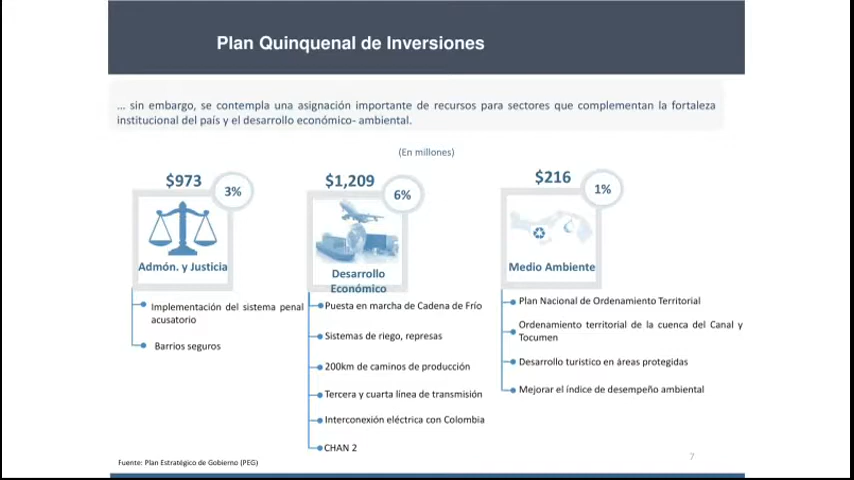 Plan Quinquenal de Inversiones
... sin embargo, se contempla una asignación importante de recursos para sectores que complementan la fortaleza
institucional del país y el desarrollo económico- ambiental.
(En millones)
$973
3%
Admón. y Justicia
Implementación del sistema penal
acusatorio
Barrios seguros
$1,209
6%
Desarrollo
Económico
Puesta en marcha de Cadena de Frío
Sistemas de riego, represas
200km de caminos de producción
Tercera y cuarta línea de transmisión
Interconexión eléctrica con Colombia
CHAN 2
$216
1%
Medio Ambiente
Plan Nacional de Ordenamiento Territorial
Ordenamiento territorial de la cuenca del Canal y
Tocumen
Desarrollo turistico en áreas protegidas
Mejorar el índice de desempeño ambiental
Fuente: Plan Estratégico de Gobierno (PEG)
7